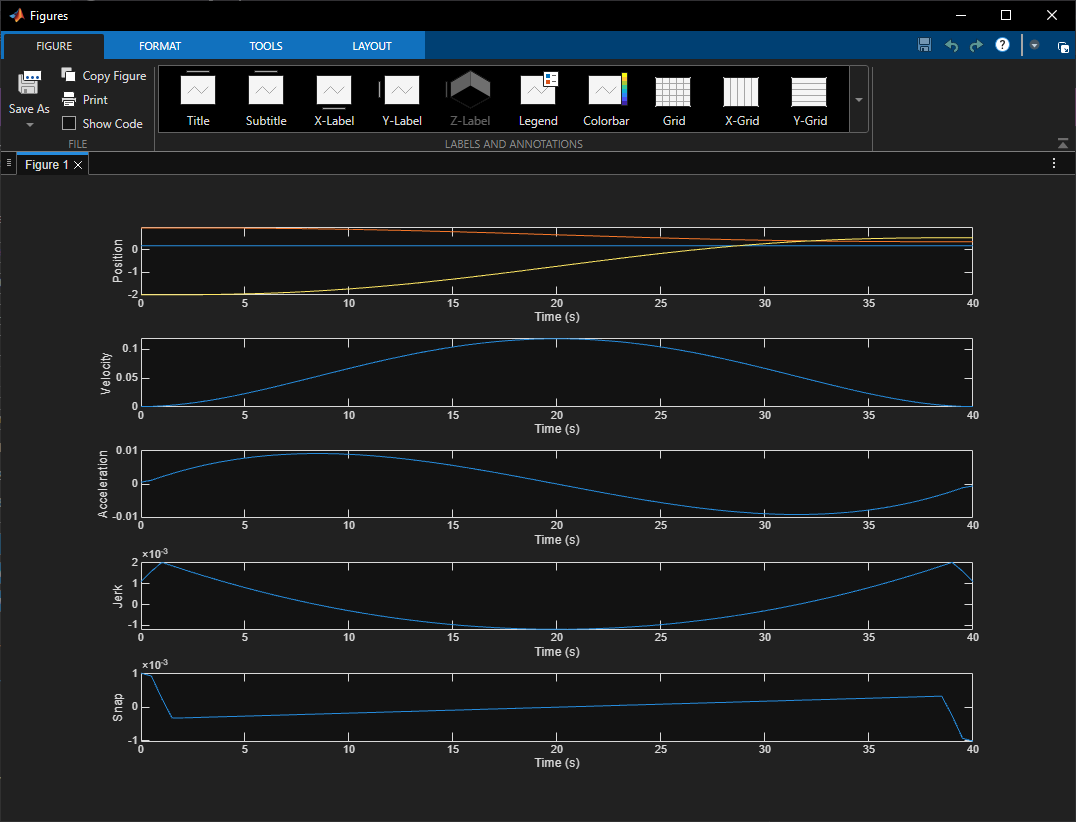 Figures
FIGURE FORMAT TOOLS LAYOUT
?
Save As
Copy Figure
Print
Show Code
FILE
Title Subtitle X-Label Y-Label Z-Label Legend Colorbar Grid X-Grid Y-Grid
LABELS AND ANNOTATIONS
Figure 1
Position
0
-1
-2
0 5 10 15 20 25 30 35 40
Time (s)
Velocity
0.1
0.05
0
0 5 10 15 20 25 30 35 40
Time (s)
Acceleration
0.01
0
-0.01
0 5 10 15 20 25 30 35 40
Time (s)
×10-3
Jerk
2
1
0
-1
0 5 10 15 20 25 30 35 40
Time (s)
×10-3
Snap
1
0
-1
0 5 10 15 20 25 30 35 40
Time (s)